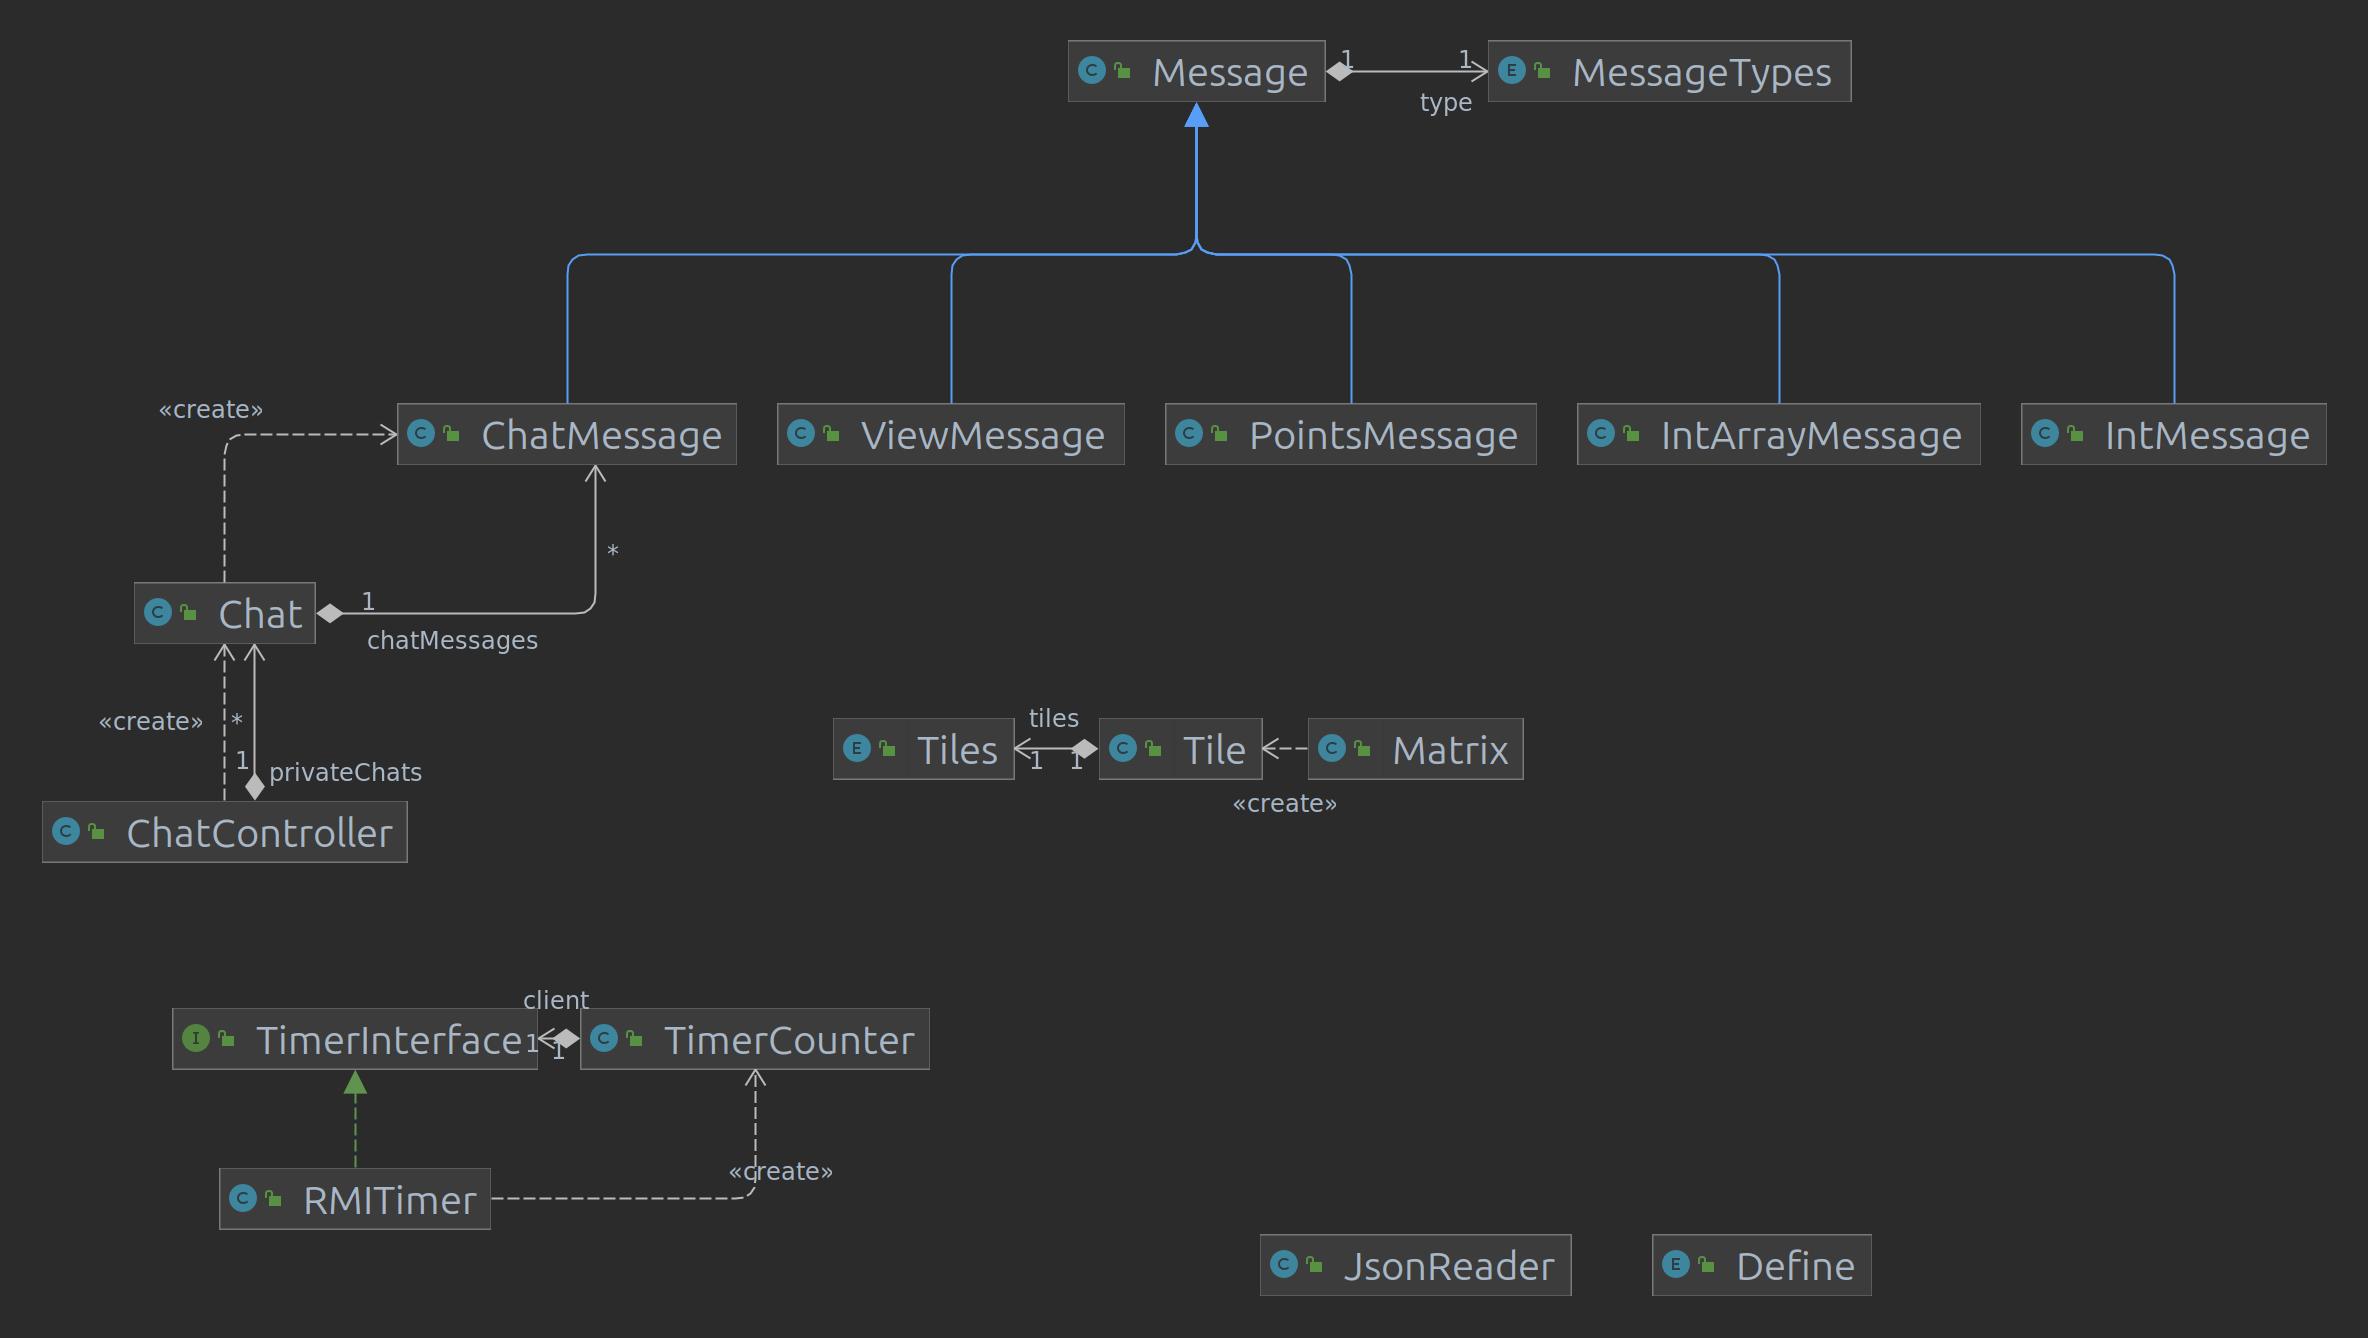 C Message
1 1
type
E MessageTypes
«create»
C ChatMessage
C ViewMessage
C PointsMessage
C IntArrayMessage
C IntMessage
*
C Chat
1
chatMessages
«create»
*
1
privateChats
C ChatController
E Tiles
tiles
1 1
C Tile
C Matrix
«create»
I TimerInterface
client
1 1
C TimerCounter
«create»
C RMITimer
C JsonReader
E Define